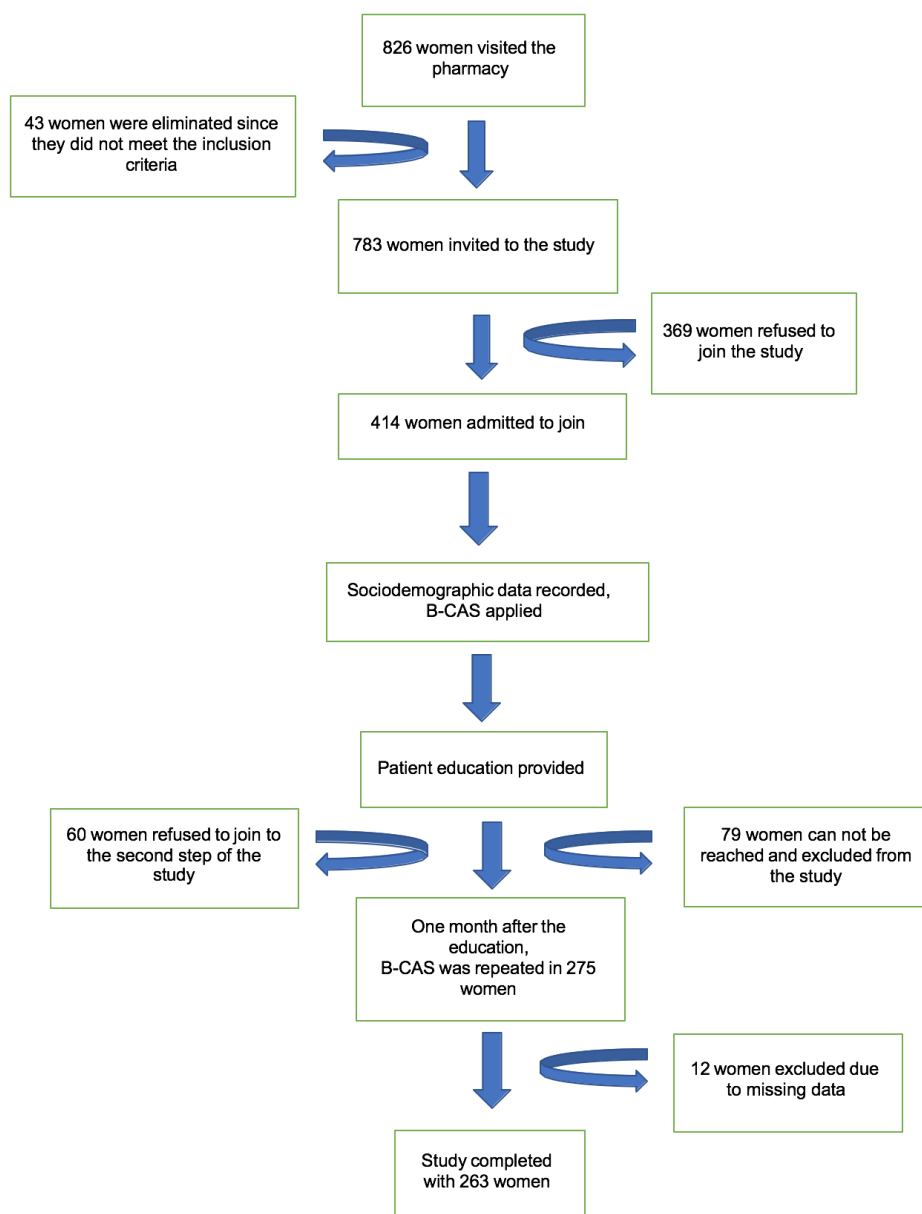 826 women visited the
pharmacy
43 women were eliminated since
they did not meet the inclusion
criteria
783 women invited to the study
369 women refused to
join the study
414 women admitted to join
Sociodemographic data recorded,
B-CAS applied
Patient education provided
60 women refused to join to
the second step of the
study
79 women can not be
reached and excluded from
the study
One month after the
education,
B-CAS was repeated in 275
women
12 women excluded due
to missing data
Study completed
with 263 women